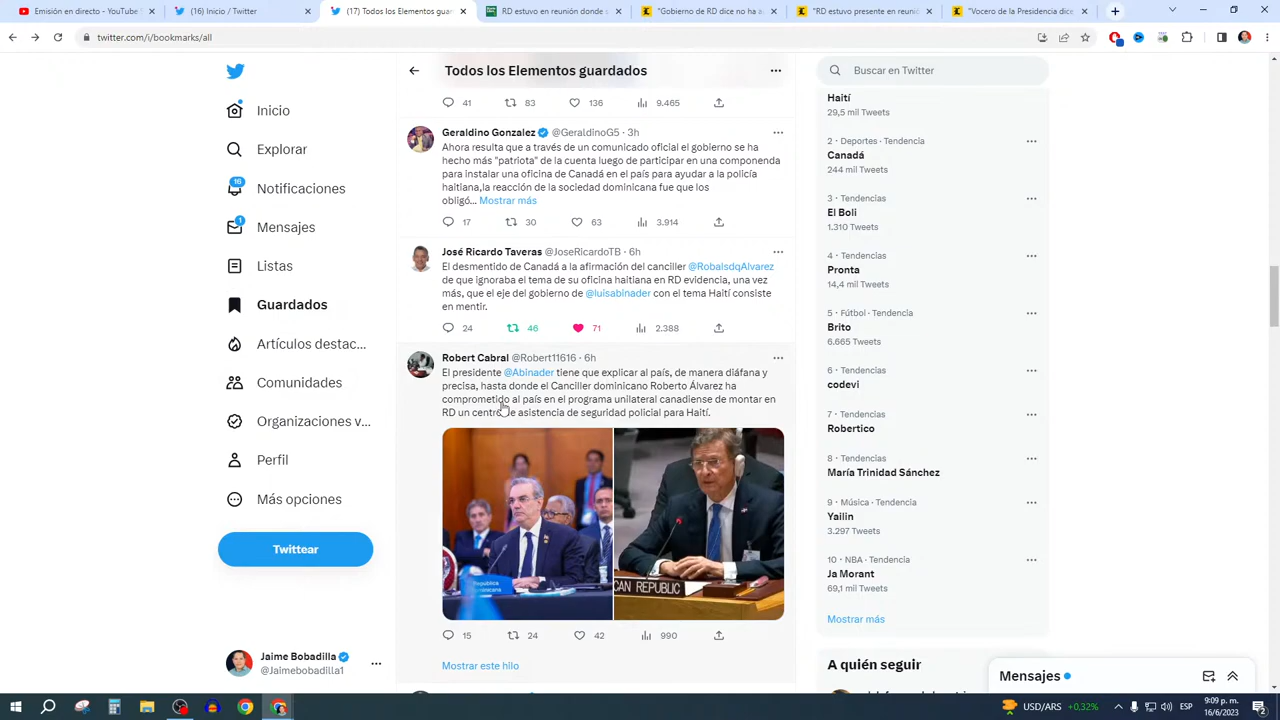 Emisión en directo - YouTube St
(16) Inicio / Twitter
(17) Todos los Elementos guardad
RD estuvo en reunión donde s
"Gobierno de RD dice no ha ir
"RD estuvo presente en reunió
"Vocero de la Presidencia dice
twitter.com/i/bookmarks/all
Inicio
Explorar
16
Notificaciones
1
Mensajes
Listas
Guardados
Artículos destac...
Comunidades
Organizaciones v...
Perfil
Más opciones
Twittear
Jaime Bobadilla
@Jaimebobadilla1
Todos los Elementos guardados
41 83 136 9.465
Geraldino Gonzalez @GeraldinoG5 · 3h
Ahora resulta que a través de un comunicado oficial el gobierno se ha
hecho más "patriota" de la cuenta luego de participar en una componenda
para instalar una oficina de Canadá en el país para ayudar a la policía
haitiana,la reacción de la sociedad dominicana fue que los
obligó... Mostrar más
17 30 63 3.914
José Ricardo Taveras @JoseRicardoTB · 6h
El desmentido de Canadá a la afirmación del canciller @RobalsdqAlvarez
de que ignoraba el tema de su oficina haitiana en RD evidencia, una vez
más, que el eje del gobierno de @luisabinader con el tema Haití consiste
en mentir.
24 46 71 2.388
Robert Cabral @Robert11616 · 6h
El presidente @Abinader tiene que explicar al país, de manera diáfana y
precisa, hasta donde el Canciller dominicano Roberto Álvarez ha
comprometido al país en el programa unilateral canadiense de montar en
RD un centro de asistencia de seguridad policial para Haití.
CAN REPUBLIC
15 24 42 990
Mostrar este hilo
Buscar en Twitter
Haití
29,5 mil Tweets
2 · Deportes · Tendencia
Canadá
244 mil Tweets
3 · Tendencias
El Boli
1.310 Tweets
4 · Tendencias
Pronta
14,4 mil Tweets
5 · Fútbol · Tendencia
Brito
6.665 Tweets
6 · Tendencias
codevi
7 · Tendencias
Robertico
8 · Tendencias
María Trinidad Sánchez
9 · Música · Tendencia
Yailin
3.297 Tweets
10 · NBA · Tendencia
Ja Morant
69,1 mil Tweets
Mostrar más
A quién seguir
Mensajes
USD/ARS +0,32%
ESP
9:09 p. m.
16/6/2023
2